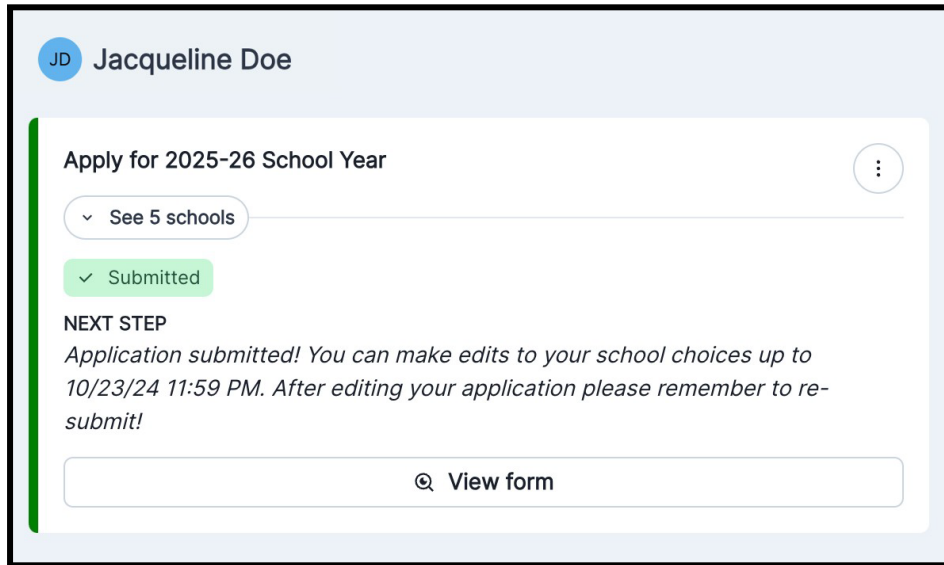 JD Jacqueline Doe
Apply for 2025-26 School Year
See 5 schools
Submitted
NEXT STEP
Application submitted! You can make edits to your school choices up to
10/23/24 11:59 PM. After editing your application please remember to re-
submit!
View form